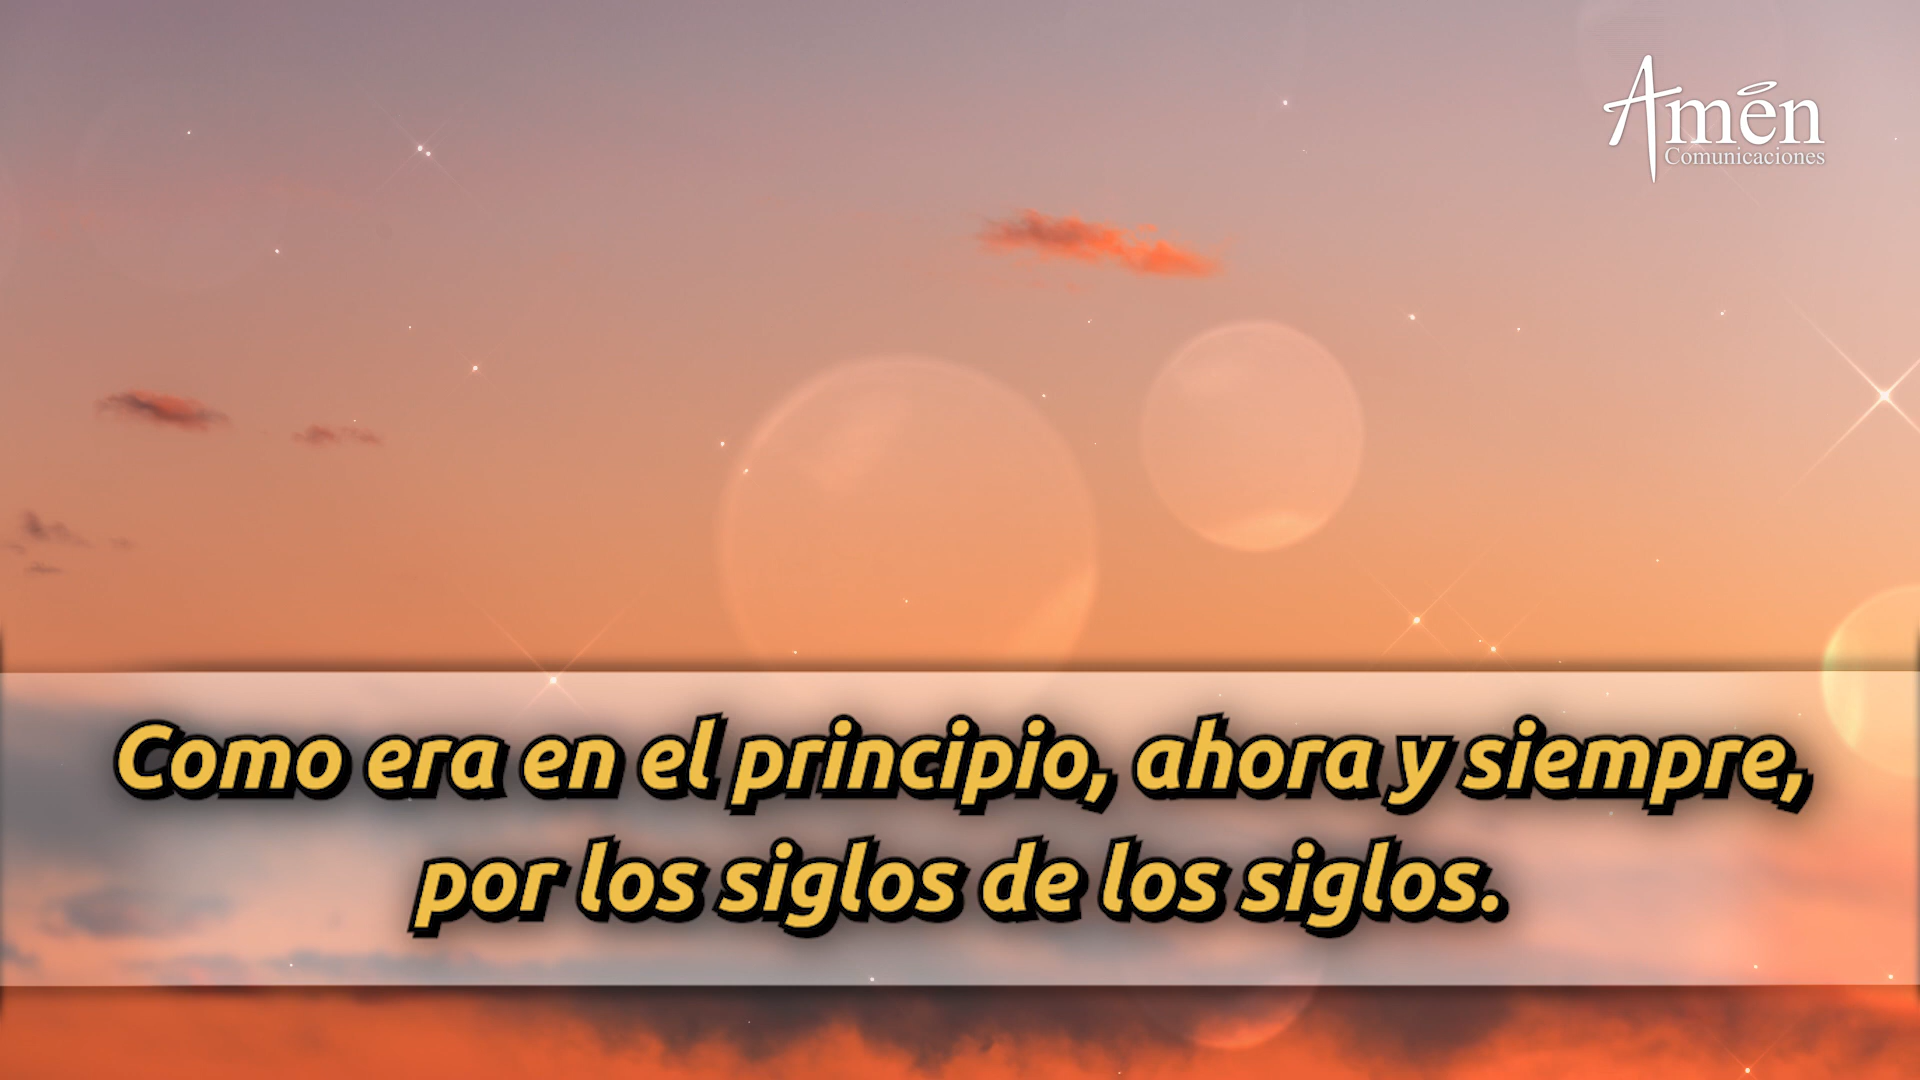 Amén
Comunicaciones
Como era en el principio, ahora y siempre,
por los siglos de los siglos.